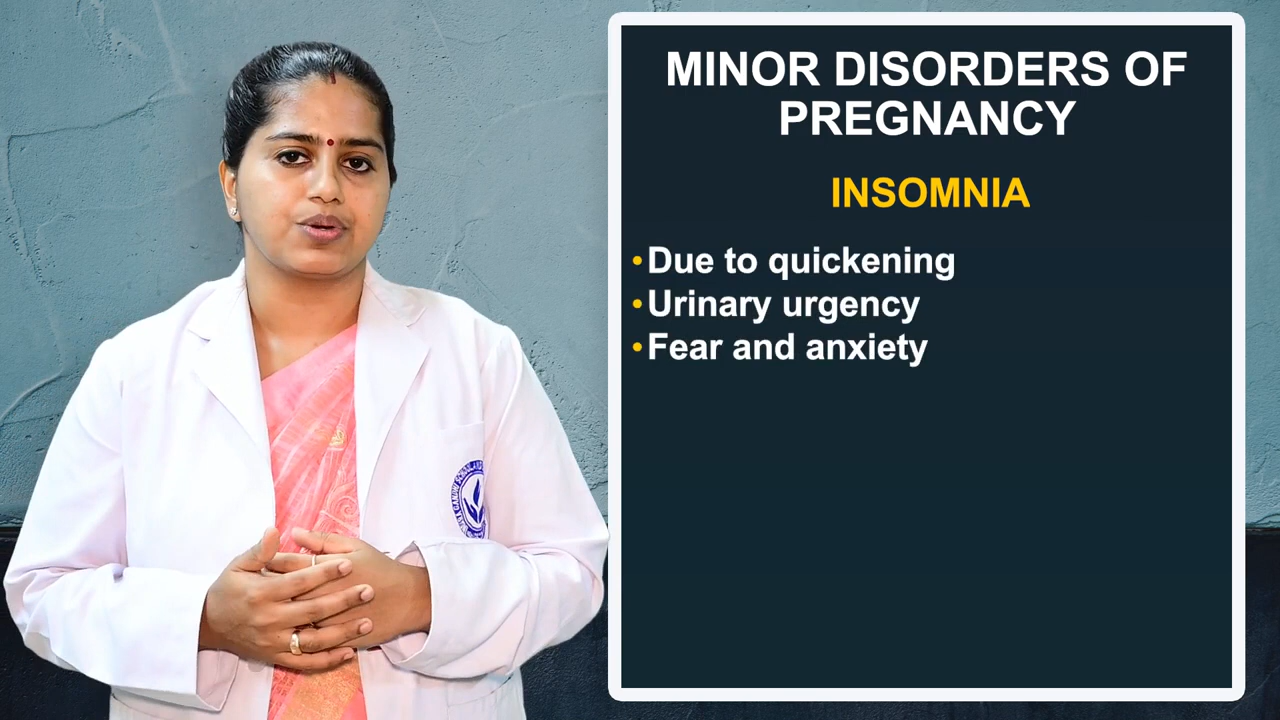 MINOR DISORDERS OF
PREGNANCY
INSOMNIA
•Due to quickening
•Urinary urgency
•Fear and anxiety